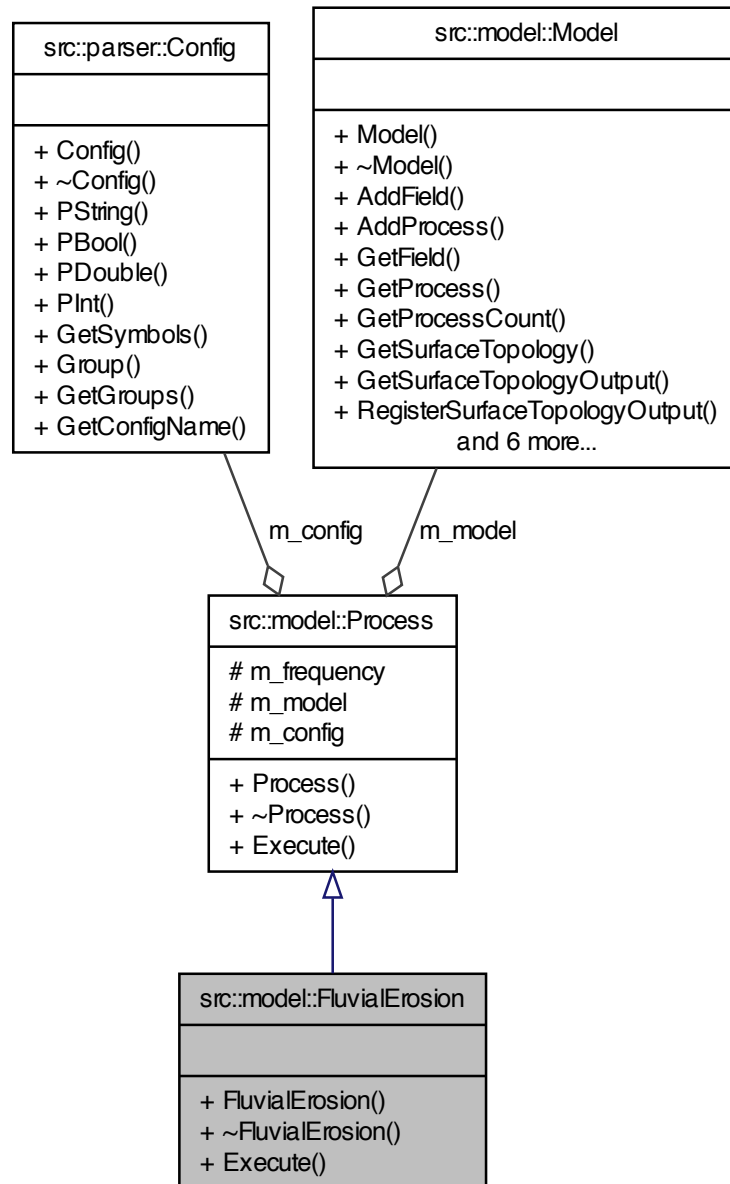 src::parser::Config
+ Config()
+ ~Config()
+ PString()
+ PBool()
+ PDouble()
+ PInt()
+ GetSymbols()
+ Group()
+ GetGroups()
+ GetConfigName()
src::model::Model
+ Model()
+ ~Model()
+ AddField()
+ AddProcess()
+ GetField()
+ GetProcess()
+ GetProcessCount()
+ GetSurfaceTopology()
+ GetSurfaceTopologyOutput()
+ RegisterSurfaceTopologyOutput()
and 6 more...
m_config
m_model
src::model::Process
# m_frequency
# m_model
# m_config
+ Process()
+ ~Process()
+ Execute()
src::model::FluvialErosion
+ FluvialErosion()
+ ~FluvialErosion()
+ Execute()